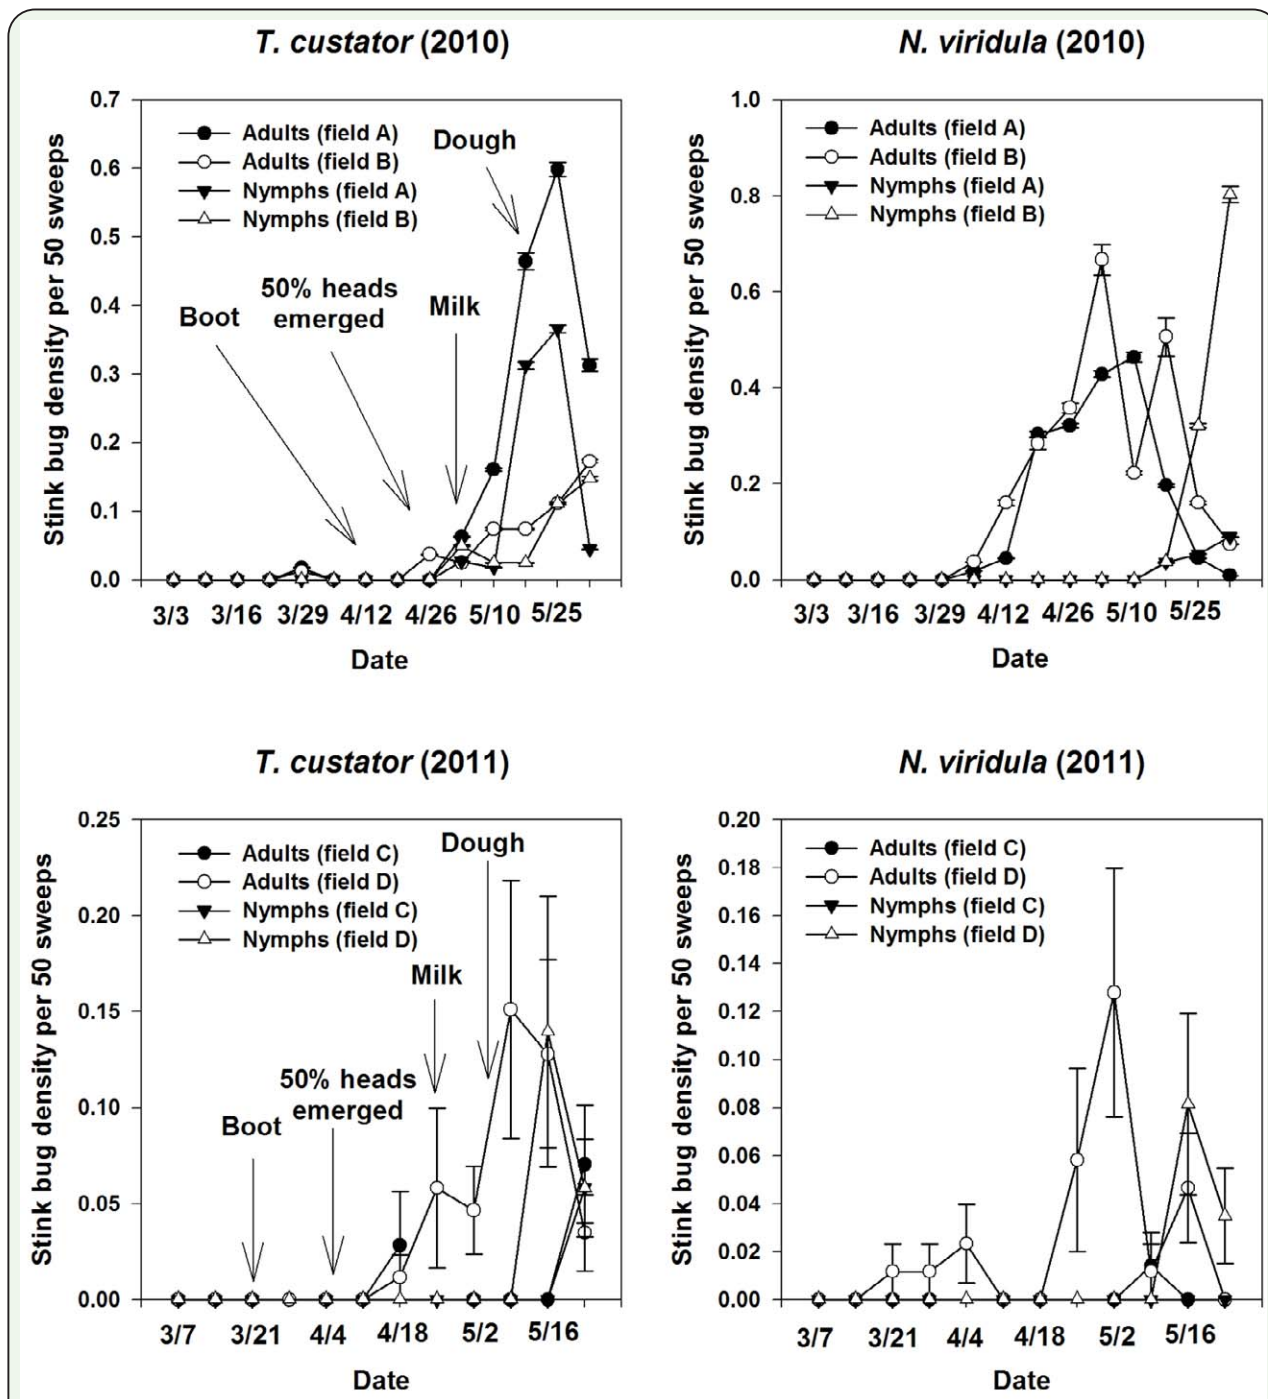 T. custator (2010)
0.7
0.6
0.5
0.4
0.3
0.2
0.1
0.0
Stink bug density per 50 sweeps
Adults (field A)
Adults (field B)
Nymphs (field A)
Nymphs (field B)
Dough
50% heads
emerged
Milk
Boot
3/3 3/16 3/29 4/12 4/26 5/10 5/25
Date
N. viridula (2010)
1.0
0.8
0.6
0.4
0.2
0.0
Stink bug density per 50 sweeps
Adults (field A)
Adults (field B)
Nymphs (field A)
Nymphs (field B)
3/3 3/16 3/29 4/12 4/26 5/10 5/25
Date
T. custator (2011)
0.25
0.20
0.15
0.10
0.05
0.00
Stink bug density per 50 sweeps
Adults (field C)
Adults (field D)
Nymphs (field C)
Nymphs (field D)
Dough
Milk
50% heads
emerged
Boot
3/7 3/21 4/4 4/18 5/2 5/16
Date
N. viridula (2011)
0.20
0.18
0.16
0.14
0.12
0.10
0.08
0.06
0.04
0.02
0.00
Stink bug density per 50 sweeps
Adults (field C)
Adults (field D)
Nymphs (field C)
Nymphs (field D)
3/7 3/21 4/4 4/18 5/2 5/16
Date